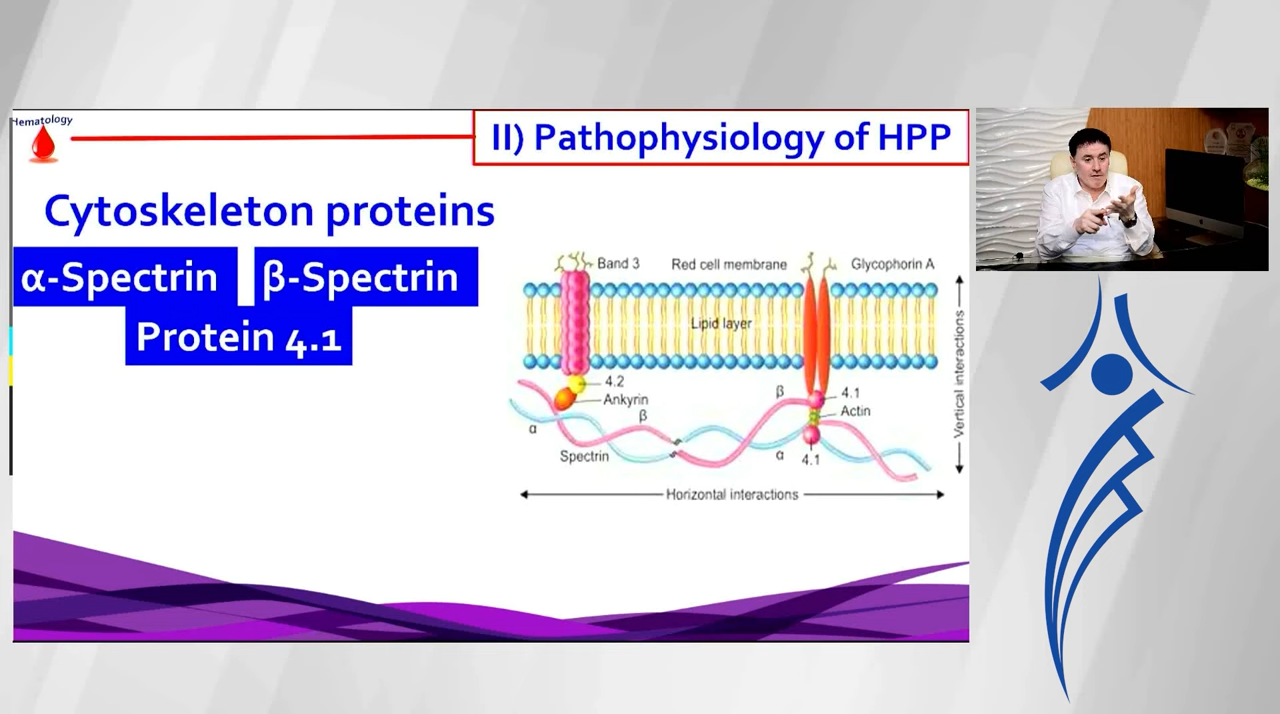 Hematology
II) Pathophysiology of HPP
Cytoskeleton proteins
α-Spectrin
β-Spectrin
Protein 4.1
Band 3
Red cell membrane
Glycophorin A
Lipid layer
4.2
Ankyrin
β
α
Spectrin
β
4.1
Actin
α
4.1
Horizontal interactions
Vertical interactions